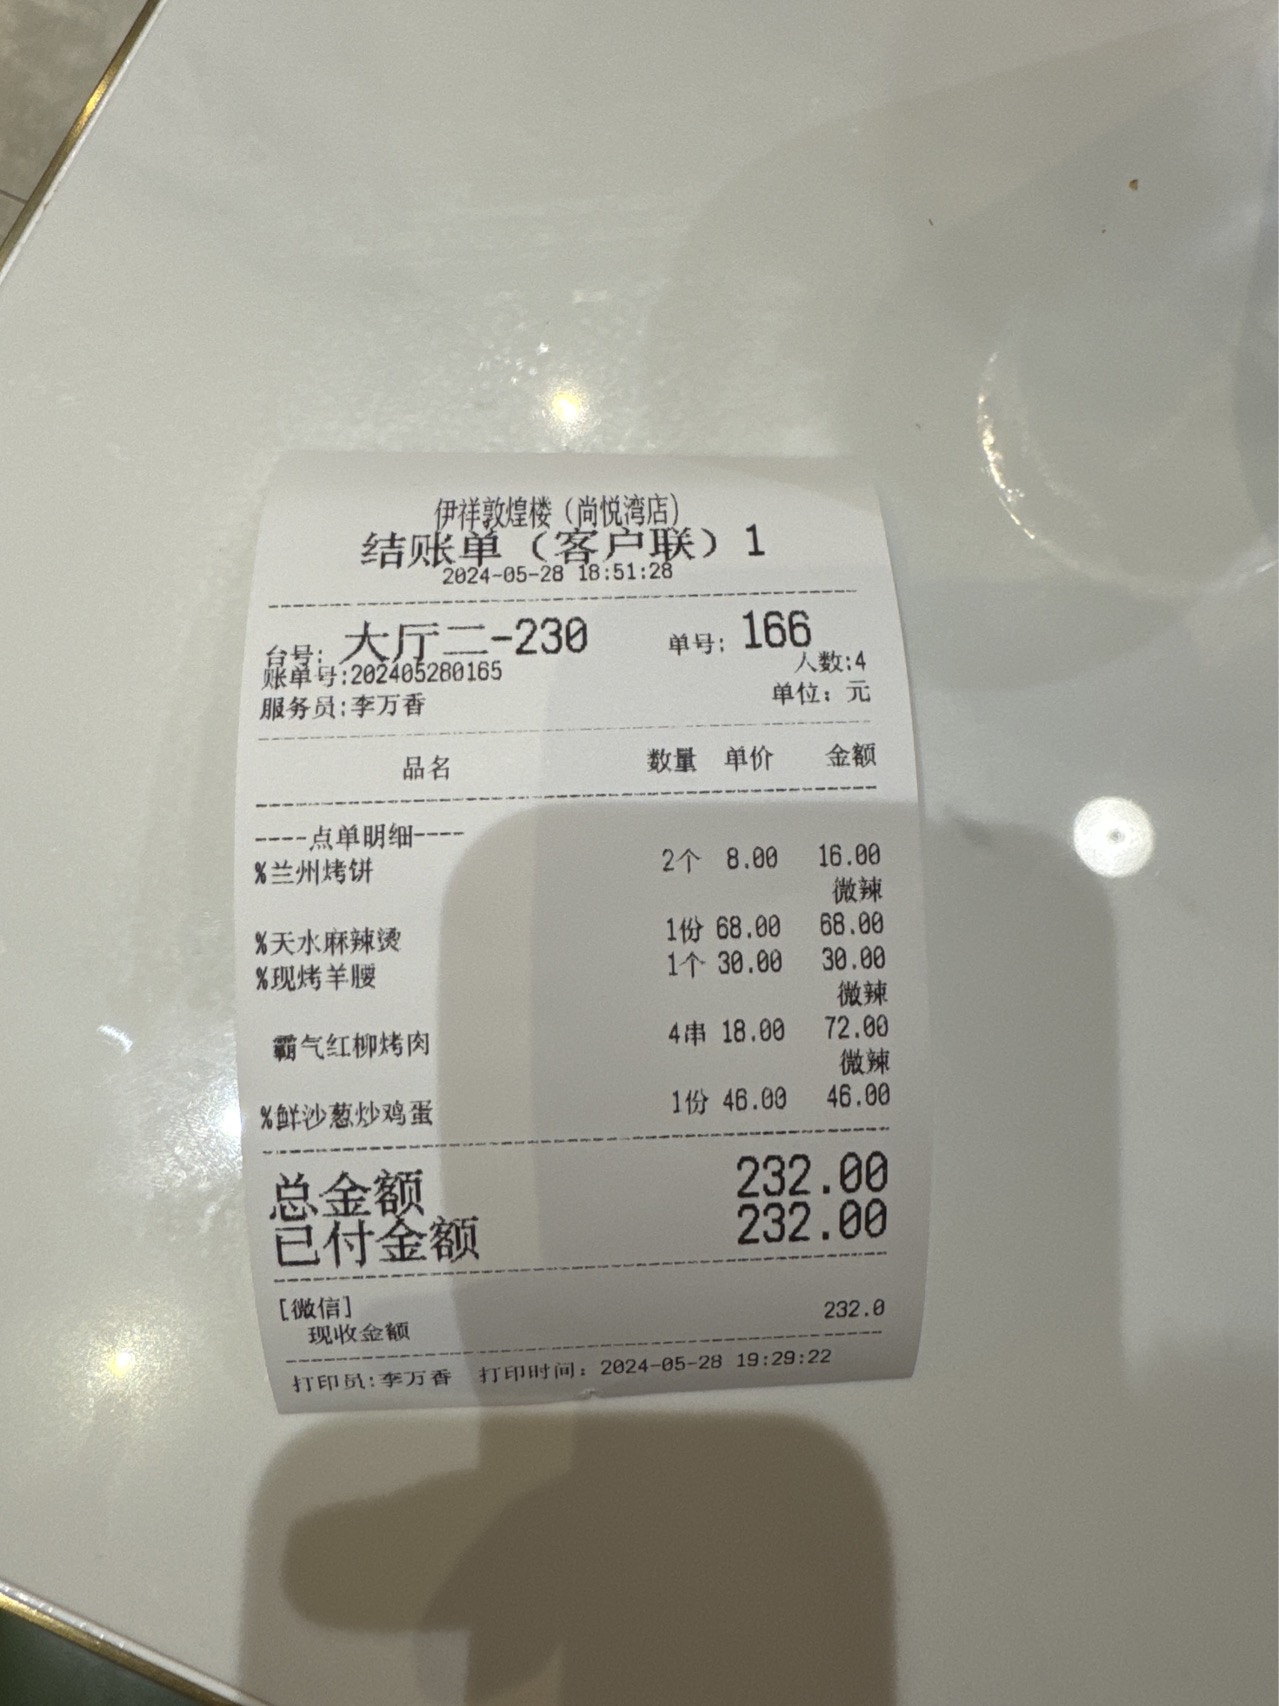 伊祥敦煌楼（尚悦湾店）
结账单（客户联）1
2024-05-28 18:51:28
台号: 大厅二-230 单号: 166
账单号:202405280165 人数:4
服务员:李万香 单位: 元
品名 数量 单价 金额
----点单明细----
%兰州烤饼 2个 8.00 16.00
微辣
%天水麻辣烫 1份 68.00 68.00
%现烤羊腰 1个 30.00 30.00
微辣
霸气红柳烤肉 4串 18.00 72.00
微辣
%鲜沙葱炒鸡蛋 1份 46.00 46.00
总金额 232.00
已付金额 232.00
[微信]
现收金额 232.0
打印员:李万香 打印时间: 2024-05-28 19:29:22